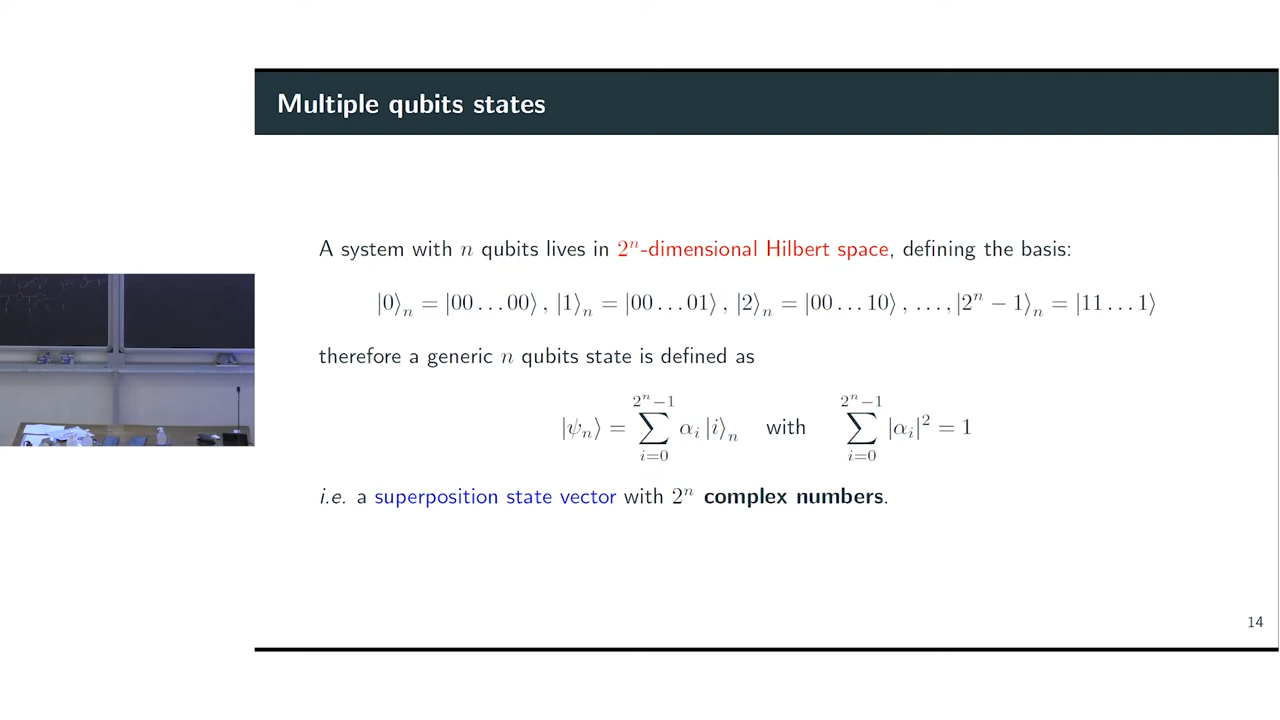 Multiple qubits states
A system with n qubits lives in 2ⁿ-dimensional Hilbert space, defining the basis:
|0⟩ₙ = |00 . . . 00⟩ , |1⟩ₙ = |00 . . . 01⟩ , |2⟩ₙ = |00 . . . 10⟩ , . . . , |2ⁿ − 1⟩ₙ = |11 . . . 1⟩
therefore a generic n qubits state is defined as
|ψₙ⟩ = ∑_{i=0}^{2ⁿ−1} αᵢ |i⟩ₙ with ∑_{i=0}^{2ⁿ−1} |αᵢ|² = 1
i.e. a superposition state vector with 2ⁿ complex numbers.
14